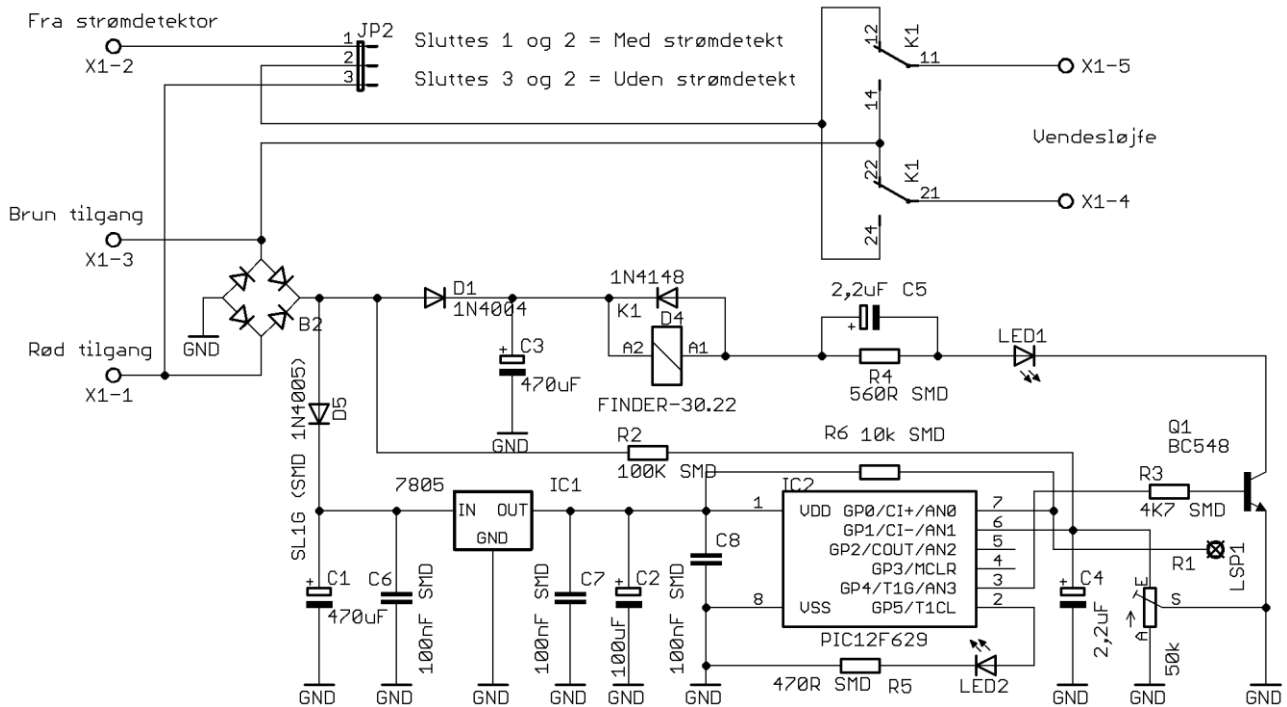 Fra strømdetektor
X1-2
JP2
1
2
3
Sluttes 1 og 2 = Med strømdetekt
Sluttes 3 og 2 = Uden strømdetekt
12
K1
11
X1-5
14
Vendesløjfe
22
K1
21
X1-4
24
Brun tilgang
X1-3
B2
GND
Rød tilgang
X1-1
D1
1N4004
1N4148
K1
D4
A2
A1
FINDER-30.22
C3
+
470uF
GND
2,2uF C5
+
R4
560R SMD
LED1
SL1G (SMD 1N4005)
D5
R2
100K SMD
R6 10k SMD
Q1
BC548
R3
4K7 SMD
7805
IC1
IN OUT
GND
IC2
1
VDD
8
VSS
GP0/CI+/AN0
7
GP1/CI-/AN1
6
GP2/COUT/AN2
5
GP3/MCLR
4
GP4/T1G/AN3
3
GP5/T1CL
2
PIC12F629
C1
+
470uF
C6
100nF SMD
C7
100nF SMD
C2
+
100uF
C8
100nF SMD
470R SMD
R5
LED2
C4
+
2,2uF
R1
LSP1
E
S
A
50k
GND
GND
GND
GND
GND
GND
GND
GND
GND